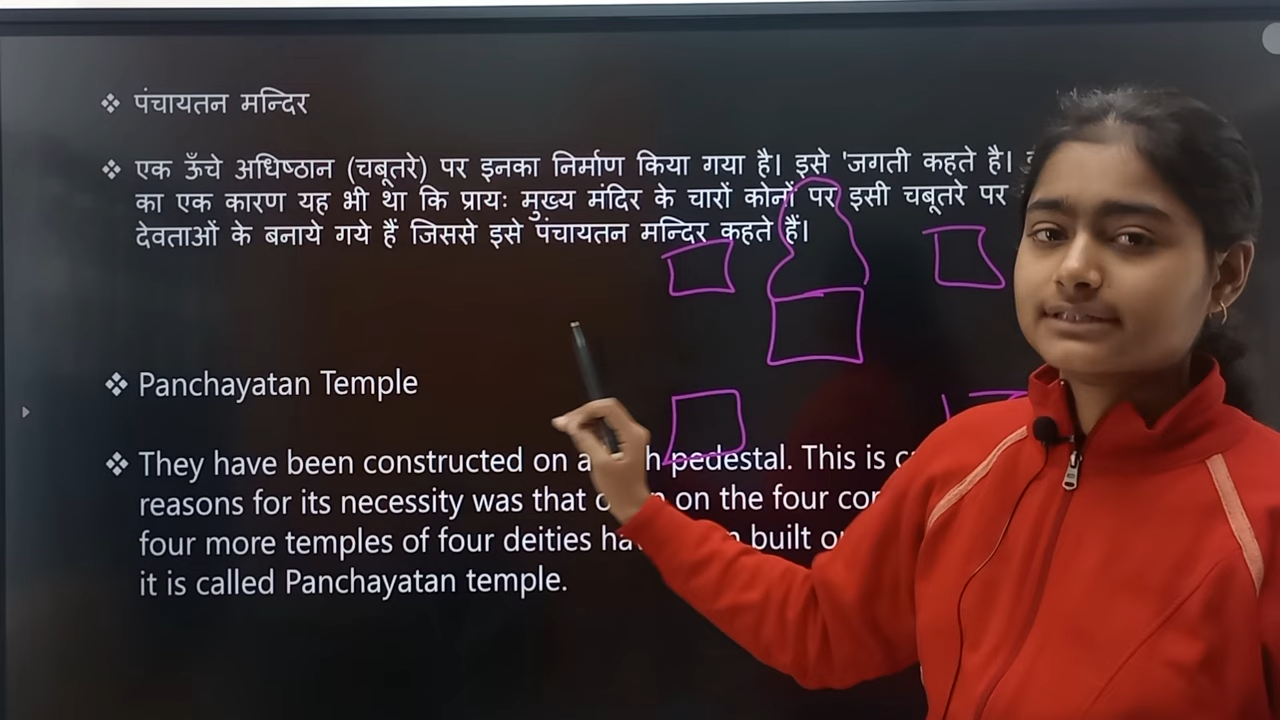 ❖ पंचायतन मन्दिर
❖ एक ऊँचे अधिष्ठान (चबूतरे) पर इनका निर्माण किया गया है। इसे 'जगती कहते है।
का एक कारण यह भी था कि प्रायः मुख्य मंदिर के चारों कोनों पर इसी चबूतरे पर
देवताओं के बनाये गये हैं जिससे इसे पंचायतन मन्दिर कहते हैं।
❖ Panchayatan Temple
❖ They have been constructed on a pedestal. This is
reasons for its necessity was that on the four
four more temples of four deities built
it is called Panchayatan temple.